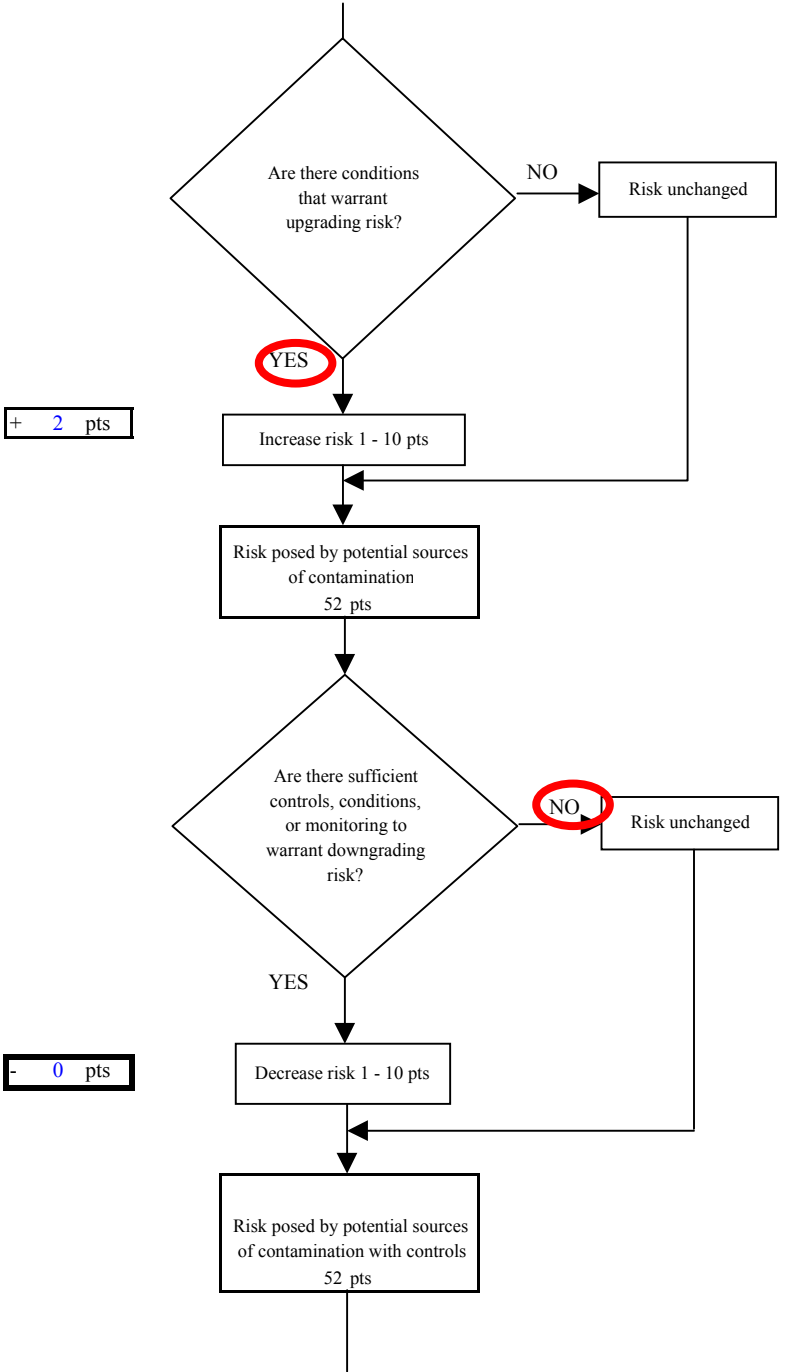 Are there conditions
that warrant
upgrading risk?
NO
Risk unchanged
YES
+ 2 pts
Increase risk 1 - 10 pts
Risk posed by potential sources
of contamination
52 pts
Are there sufficient
controls, conditions,
or monitoring to
warrant downgrading
risk?
NO
Risk unchanged
YES
- 0 pts
Decrease risk 1 - 10 pts
Risk posed by potential sources
of contamination with controls
52 pts